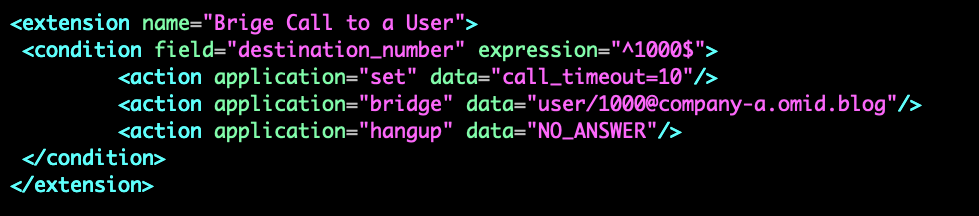 <extension name="Brige Call to a User">
<condition field="destination_number" expression="^1000$">
<action application="set" data="call_timeout=10"/>
<action application="bridge" data="user/1000@company-a.omid.blog"/>
<action application="hangup" data="NO_ANSWER"/>
</condition>
</extension>